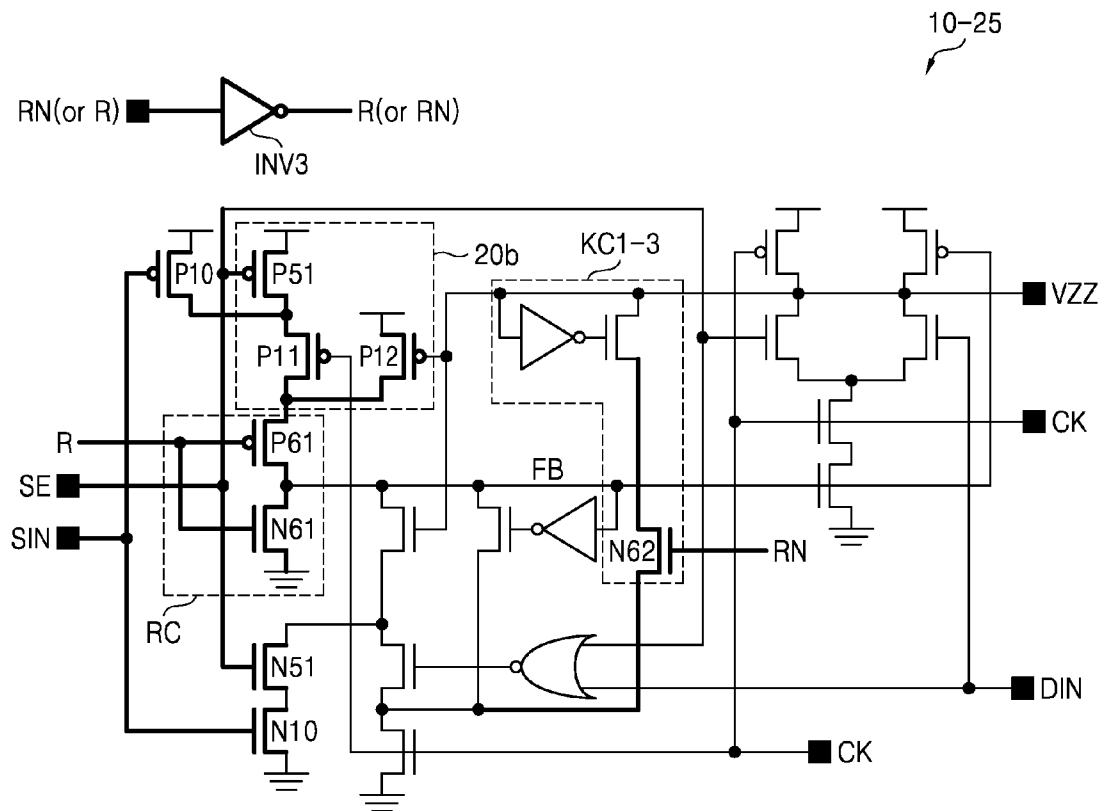 10-25
RN(or R)
R(or RN)
INV3
P10
P51
20b
KC1-3
VZZ
P11
P12
R
P61
CK
SE
FB
SIN
N61
N62
RN
RC
N51
DIN
N10
CK